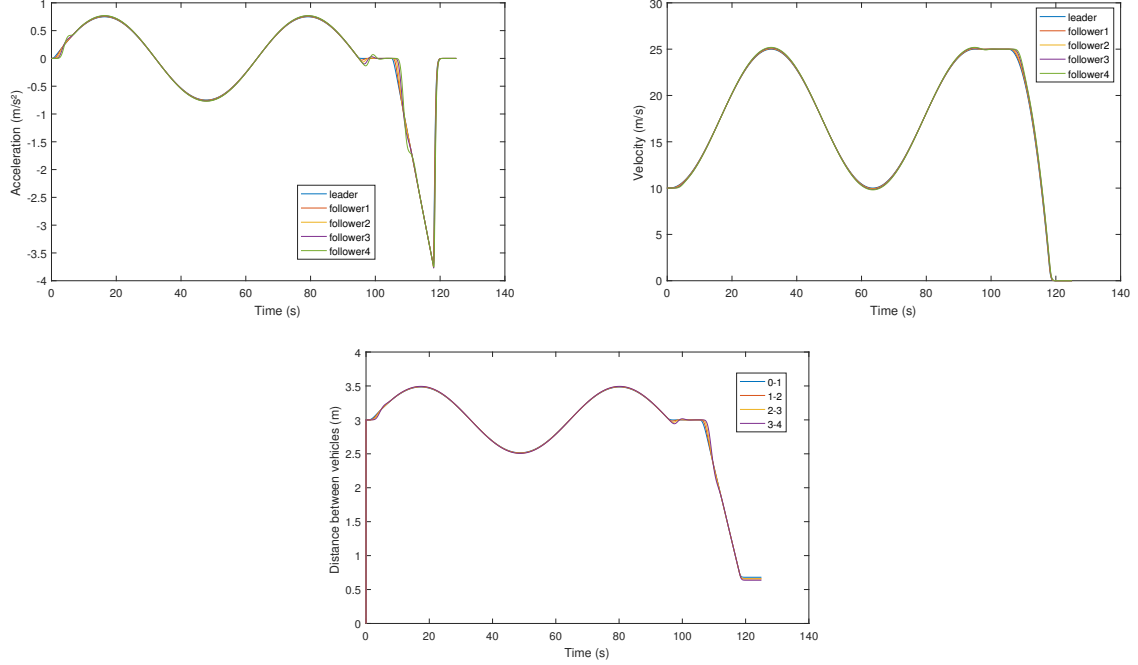 1
0.5
0
-0.5
-1
-1.5
-2
-2.5
-3
-3.5
-4
Acceleration (m/s²)
leader
follower1
follower2
follower3
follower4
0 20 40 60 80 100 120 140
Time (s)
30
25
20
15
10
5
0
Velocity (m/s)
leader
follower1
follower2
follower3
follower4
0 20 40 60 80 100 120 140
Time (s)
4
3.5
3
2.5
2
1.5
1
0.5
0
Distance between vehicles (m)
0-1
1-2
2-3
3-4
0 20 40 60 80 100 120 140
Time (s)